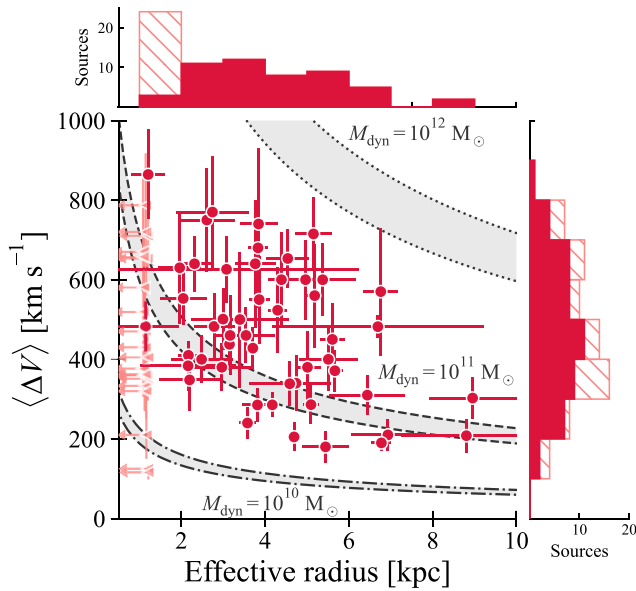 20
0
Sources
1000
800
600
400
200
0
⟨ΔV⟩ [km s⁻¹]
M_dyn = 10¹² M_⊙
M_dyn = 10¹¹ M_⊙
M_dyn = 10¹⁰ M_⊙
2
4
6
8
10
Effective radius [kpc]
10
20
Sources